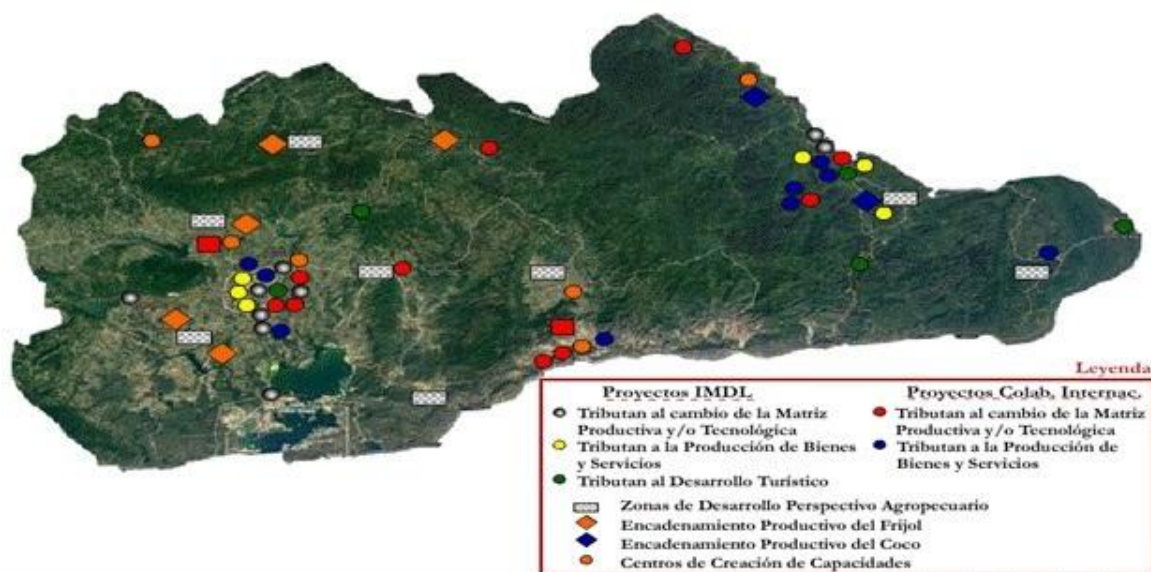 Leyenda
Proyectos IMDL
Tributan al cambio de la Matriz
Productiva y/o Tecnológica
Tributan a la Producción de Bienes
y Servicios
Tributan al Desarrollo Turístico
Proyectos Colab, Internac.
Tributan al cambio de la Matriz
Productiva y/o Tecnológica
Tributan a la Producción de
Bienes y Servicios
Zonas de Desarrollo Perspectivo Agropecuario
Encadenamiento Productivo del Frijol
Encadenamiento Productivo del Coco
Centros de Creación de Capacidades